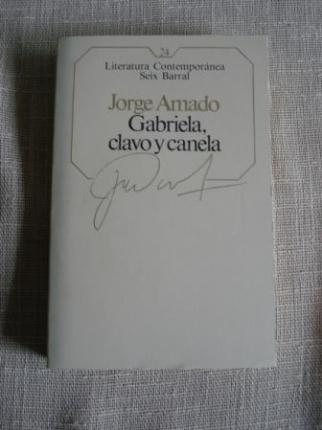 24
Literatura Contemporánea
Seix Barral
Jorge Amado
Gabriela,
clavo y canela